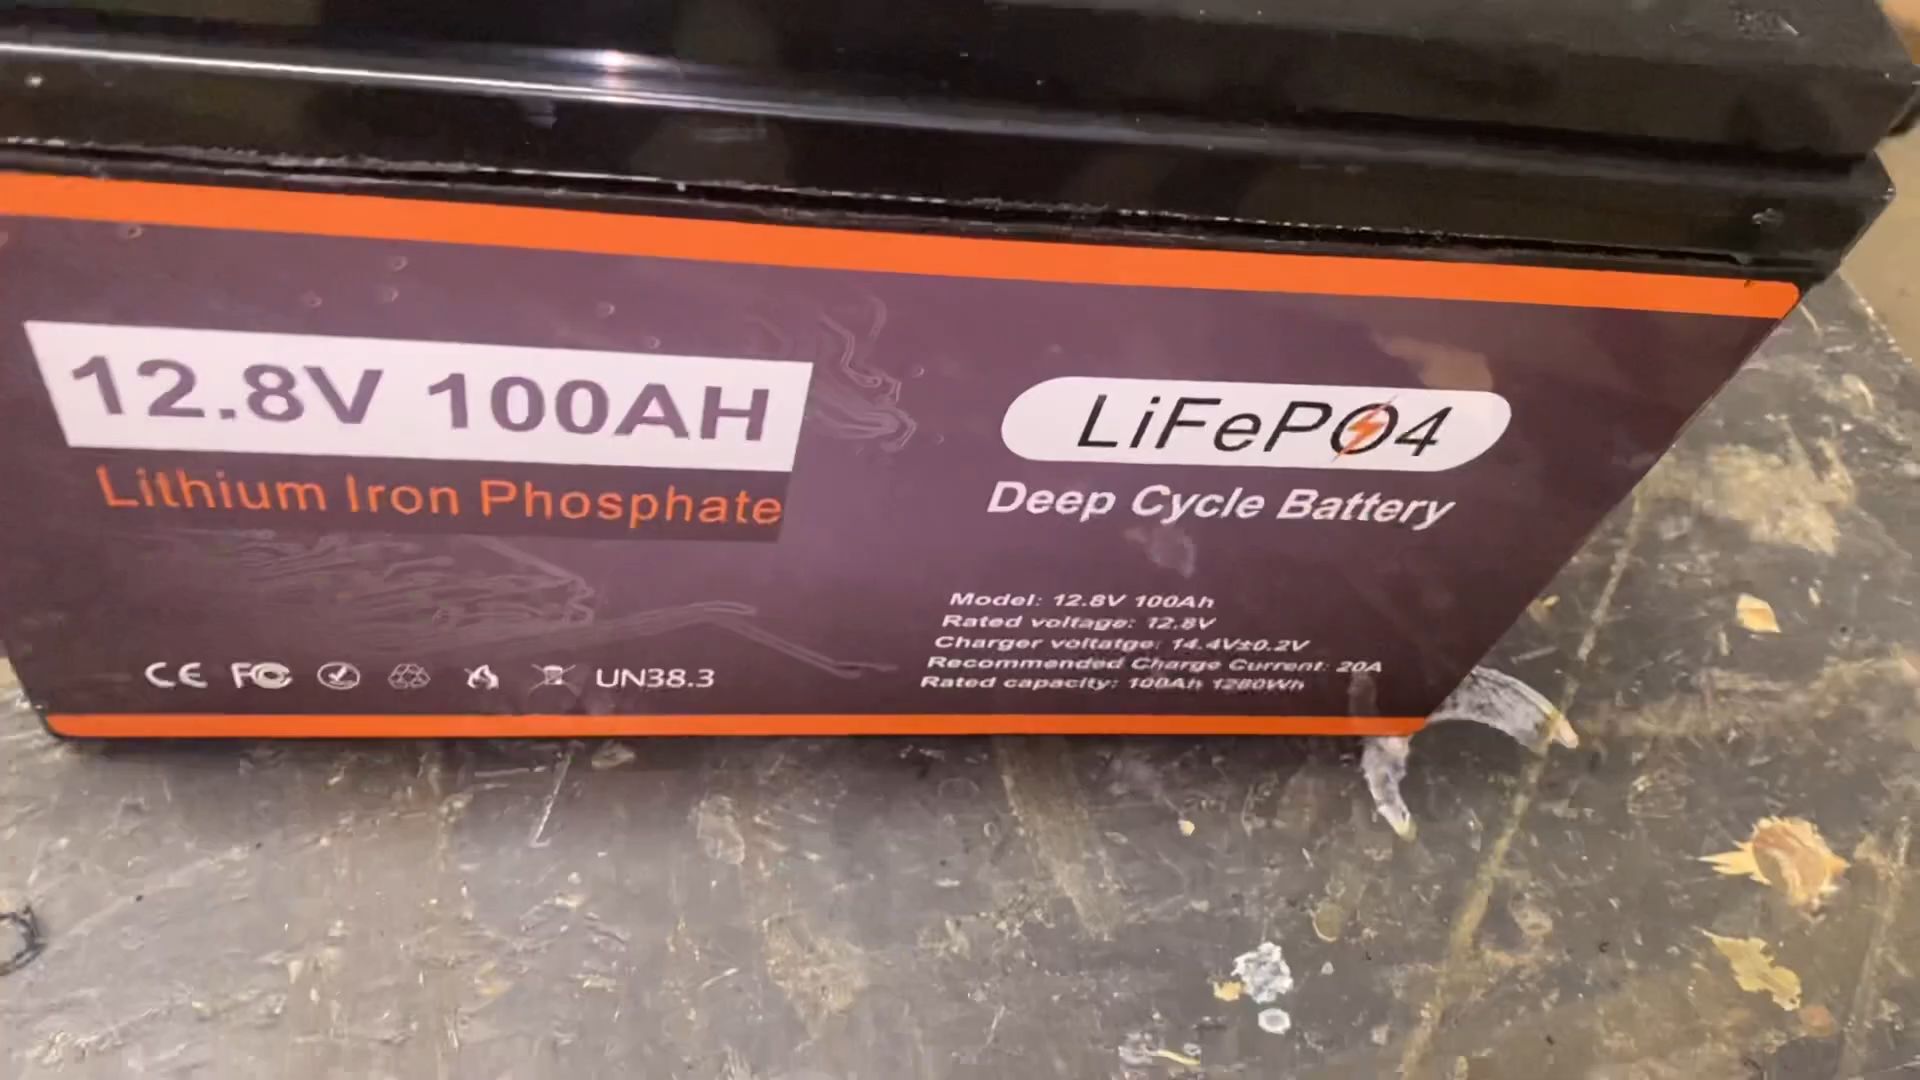 12.8V 100AH
Lithium Iron Phosphate
LiFePO4
Deep Cycle Battery
Model: 12.8V 100Ah
Rated voltage: 12.8V
Charger voltatge: 14.4V±0.2V
Recommended Charge Current: 20A
Rated capacity: 100Ah 1280Wh
CE FC UN38.3